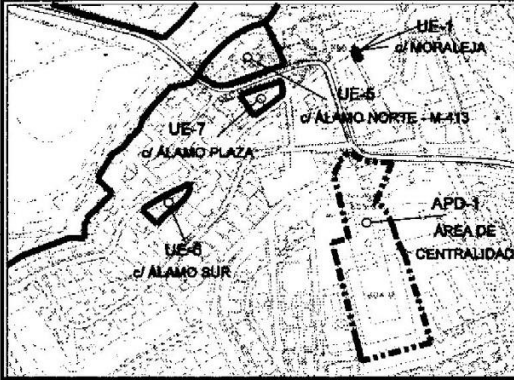 UE-1
c/ MORALEJA
UE-5
c/ ÁLAMO NORTE - M-413
UE-7
c/ ÁLAMO PLAZA
APD-1
ÁREA DE
CENTRALIDAD
UE-6
c/ ÁLAMO SUR